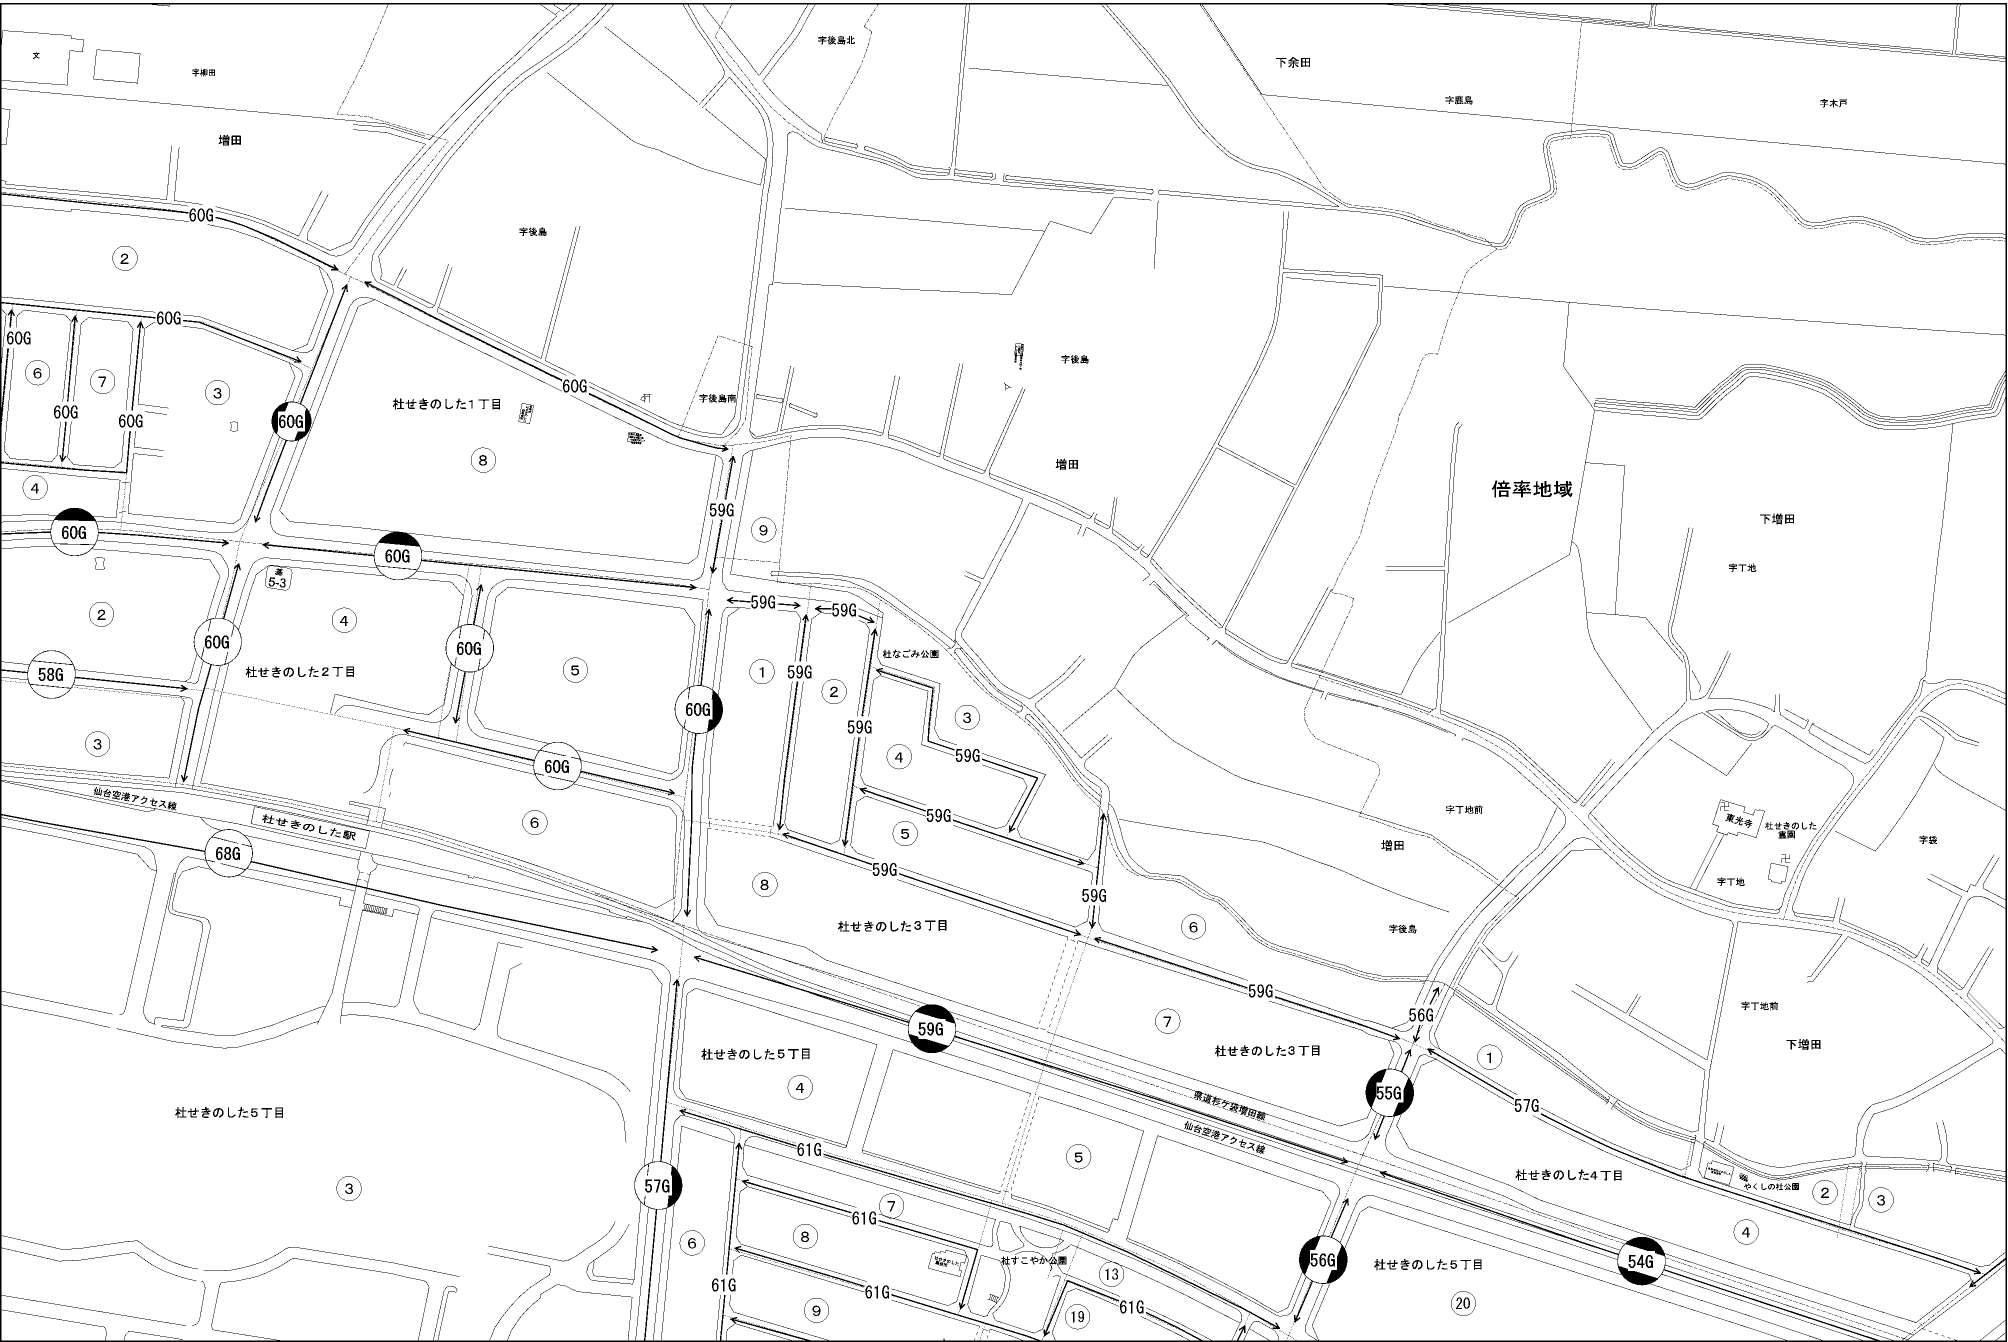 字後島北
文
字柳田
下余田
字鹿島
字木戸
増田
60G
字後島
2
60G
60G
字後島
6
7
3
60G
60G
字後島南
杜せきのした1丁目
60G
60G
60G
8
増田
4
倍率地域
59G
9
下増田
60G
60G
字丁地
5-3
59G
59G
2
4
60G
60G
杜なごみ公園
杜せきのした2丁目
5
1
59G
2
58G
60G
3
59G
3
4
59G
60G
仙台空港アクセス線
杜せきのした駅
6
59G
字丁地前
東光寺
杜せきのした
霊園
5
増田
字袋
68G
59G
8
字丁地
59G
杜せきのした3丁目
6
字後島
59G
字丁地前
56G
7
59G
杜せきのした5丁目
杜せきのした3丁目
1
下増田
4
55G
杜せきのした5丁目
県道杉ケ袋増田線
57G
仙台空港アクセス線
61G
5
杜せきのした4丁目
3
57G
やくしの杜公園
2
3
7
61G
4
6
8
杜すこやか公園
56G
杜せきのした5丁目
54G
13
61G
61G
9
19
61G
20